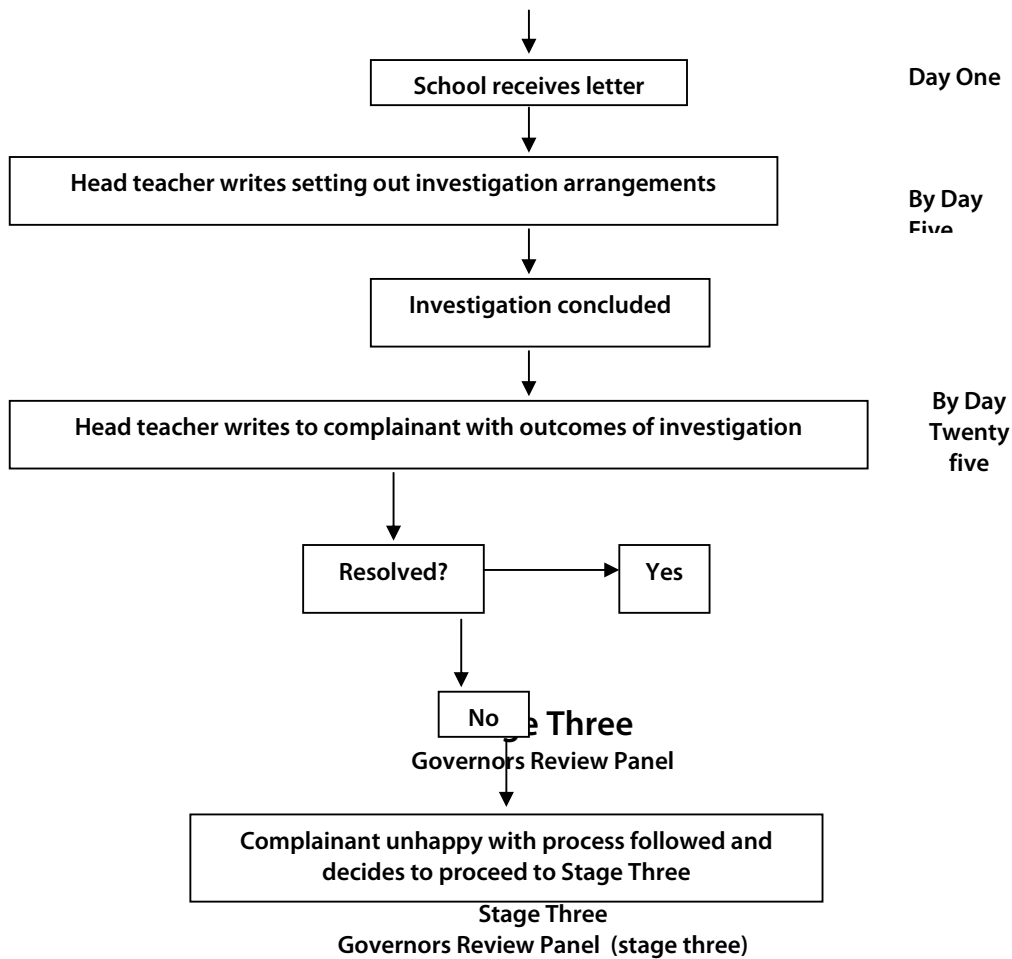 School receives letter
Day One
Head teacher writes setting out investigation arrangements
By Day
Five
Investigation concluded
Head teacher writes to complainant with outcomes of investigation
By Day
Twenty
five
Resolved?
Yes
No
Three
Governors Review Panel
Complainant unhappy with process followed and
decides to proceed to Stage Three
Stage Three
Governors Review Panel (stage three)